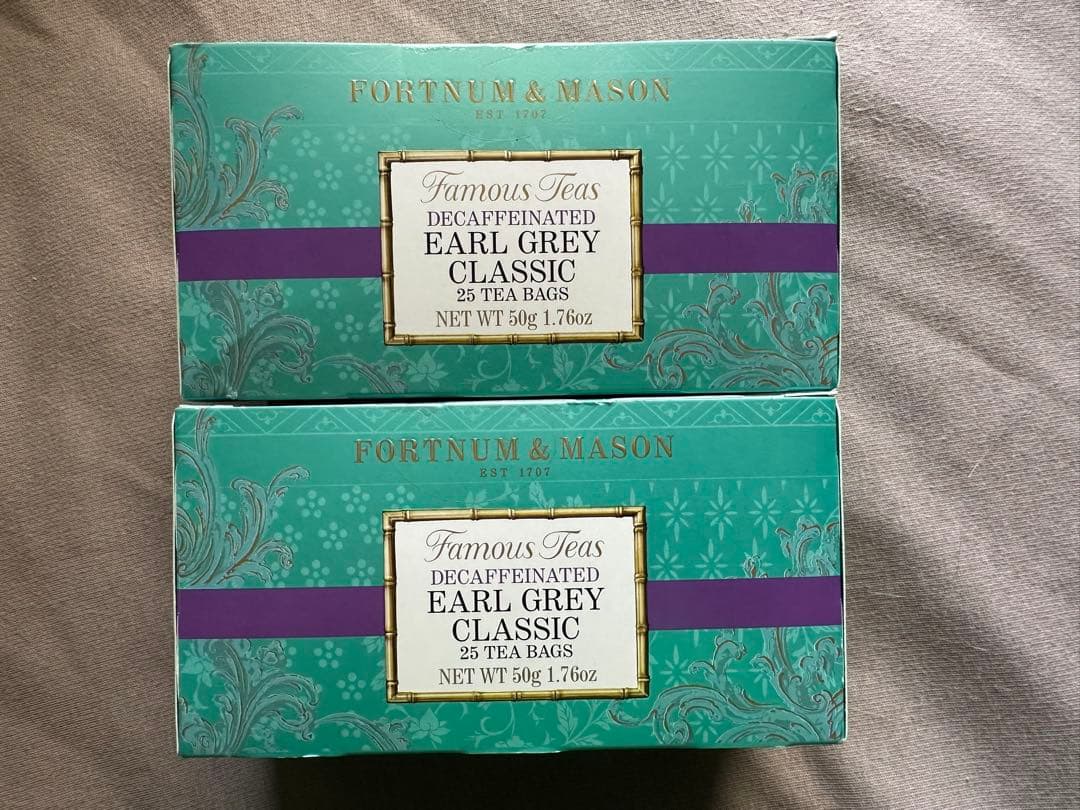 FORTNUM & MASON
EST 1707
Famous Teas
DECAFFEINATED
EARL GREY
CLASSIC
25 TEA BAGS
NET WT 50g 1.76oz
FORTNUM & MASON
EST 1707
Famous Teas
DECAFFEINATED
EARL GREY
CLASSIC
25 TEA BAGS
NET WT 50g 1.76oz